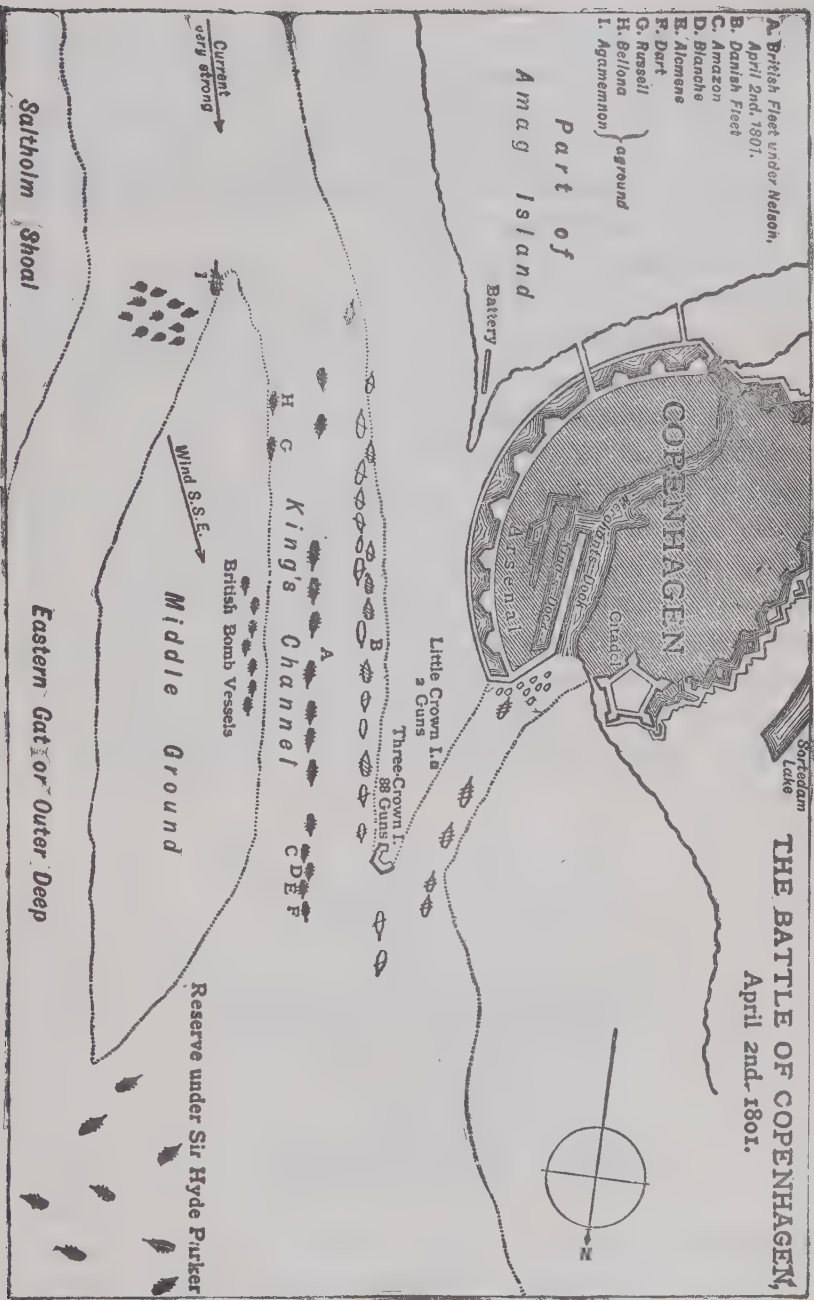 THE BATTLE OF COPENHAGEN,
April 2nd. 1801.
A. British Fleet under Nelson,
April 2nd. 1801.
B. Danish Fleet
C. Amazon
D. Blanche
E. Alcmene
F. Dart
G. Russell
H. Bellona
I. Agamemnon
aground
Part of
Amag Island
Battery
COPENHAGEN
Citadel
Arsenal
Sortedam
Lake
Little Crown I.
2 Guns
Three-Crown I.
88 Guns
N
Current
very strong
H G King's Channel
A
B
C D E F
I
Wind S.S.E.
British Bomb Vessels
Middle Ground
Reserve under Sir Hyde Parker
Saltholm Shoal
Eastern Gat or Outer Deep